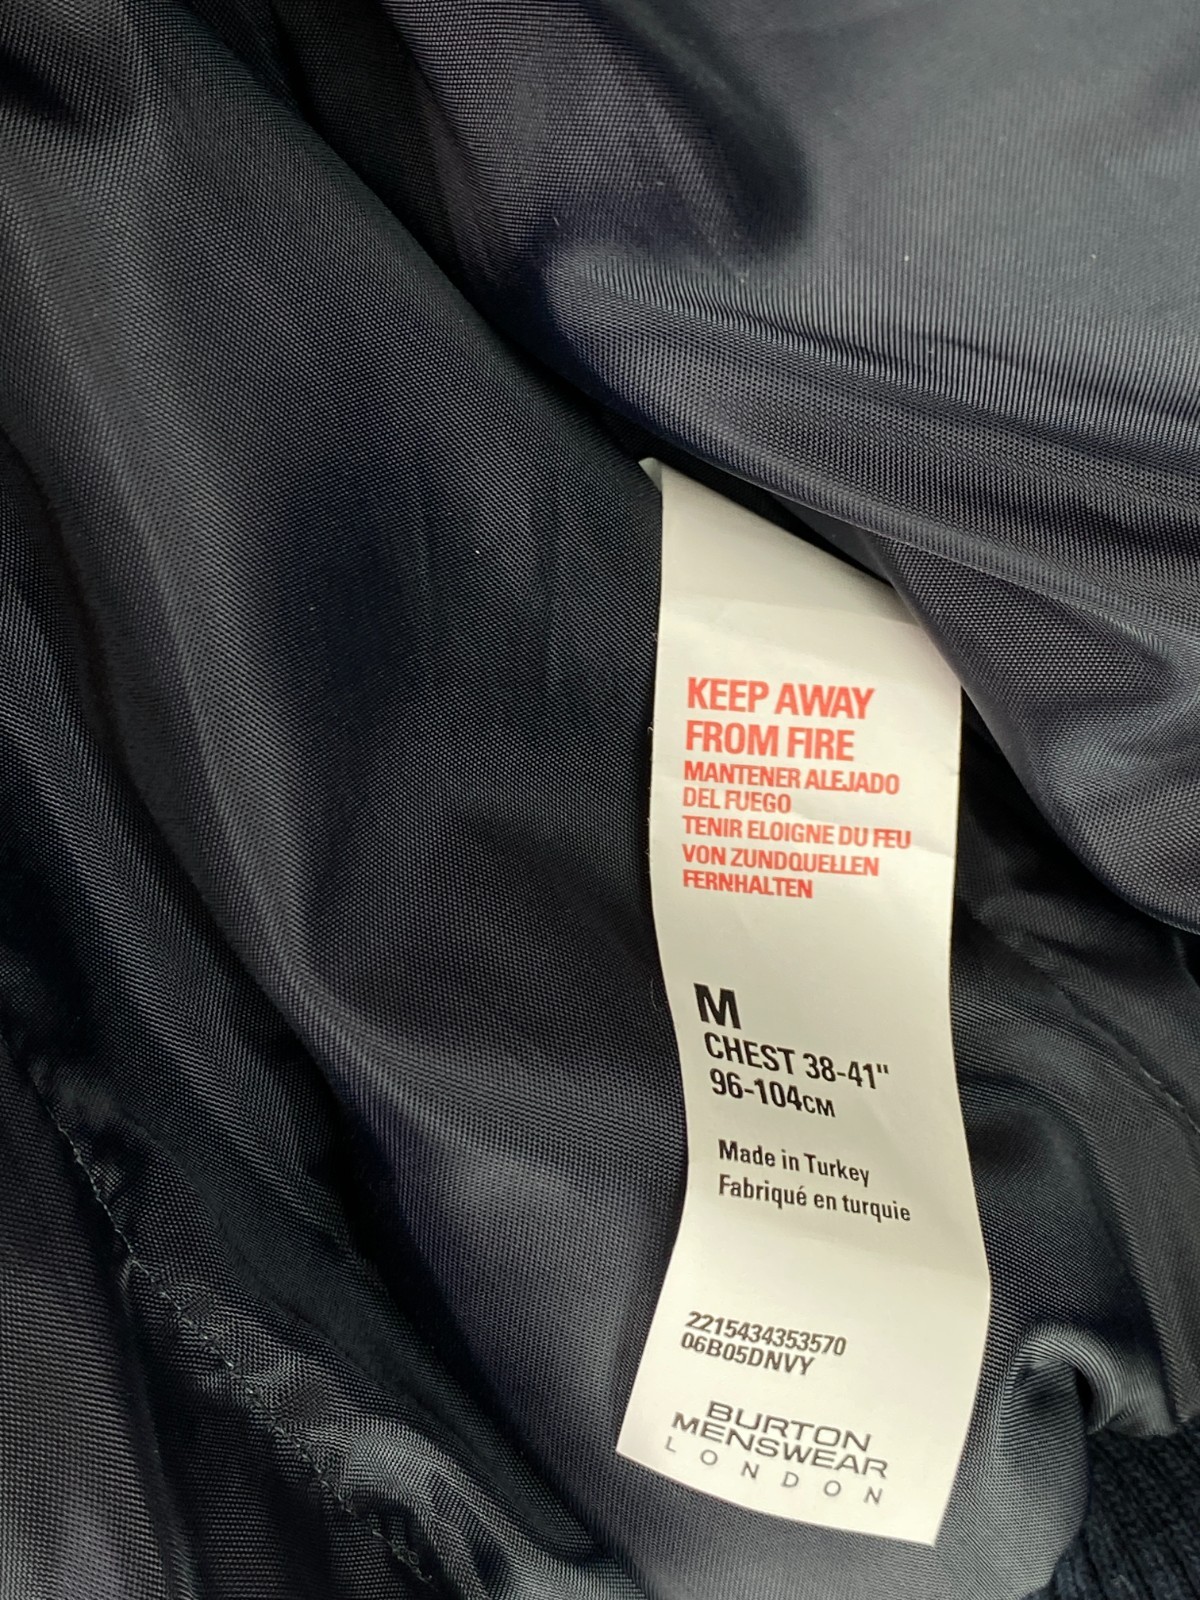 KEEP AWAY
FROM FIRE
MANTENER ALEJADO
DEL FUEGO
TENIR ELOIGNE DU FEU
VON ZUNDQUELLEN
FERNHALTEN
M
CHEST 38-41"
96-104CM
Made in Turkey
Fabriqué en turquie
2215434353570
06B05DNVY
BURTON
MENSWEAR
LONDON